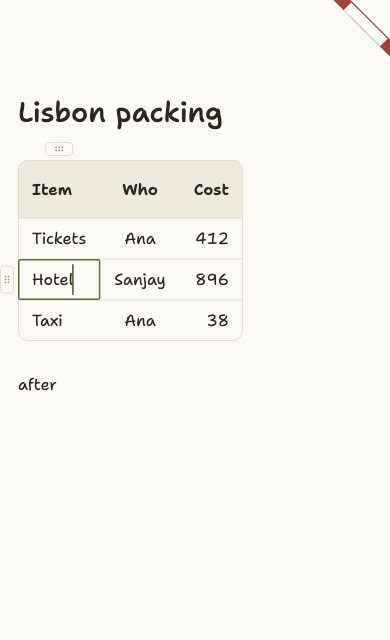 Lisbon packing
Item Who Cost
Tickets Ana 412
Hotel Sanjay 896
Taxi Ana 38
after